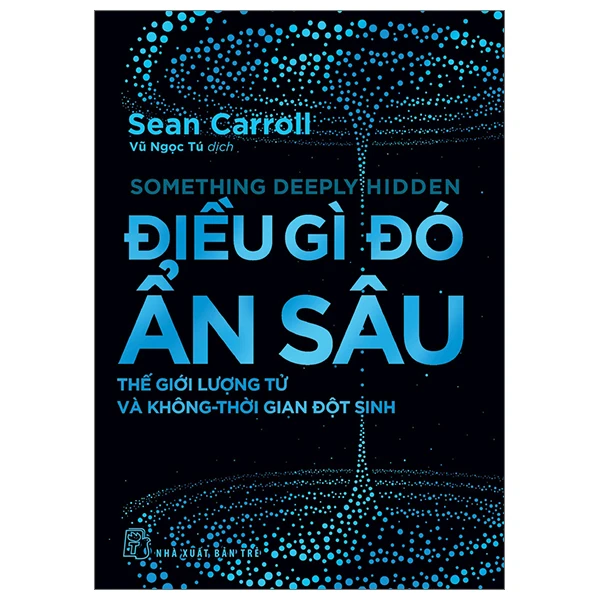 Sean Carroll
Vũ Ngọc Tú dịch
SOMETHING DEEPLY HIDDEN
ĐIỀU GÌ ĐÓ
ẨN SÂU
THẾ GIỚI LƯỢNG TỬ
VÀ KHÔNG-THỜI GIAN ĐỘT SINH
NHÀ XUẤT BẢN TRẺ